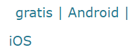 gratis | Android |
iOS